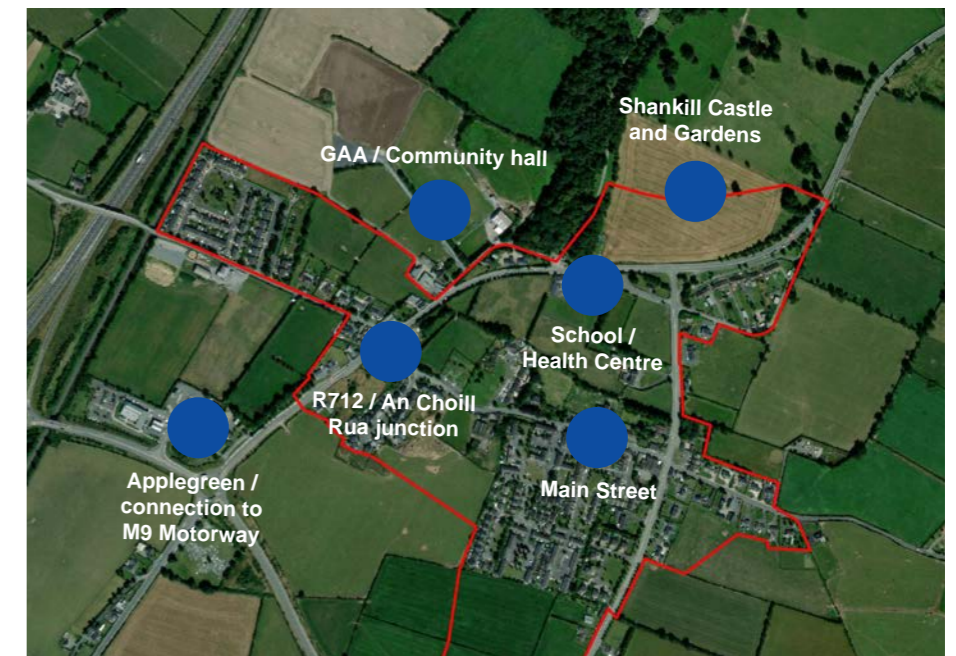 Shankill Castle
and Gardens
GAA / Community hall
School /
Health Centre
R712 / An Choill
Rua junction
Main Street
Applegreen /
connection to
M9 Motorway